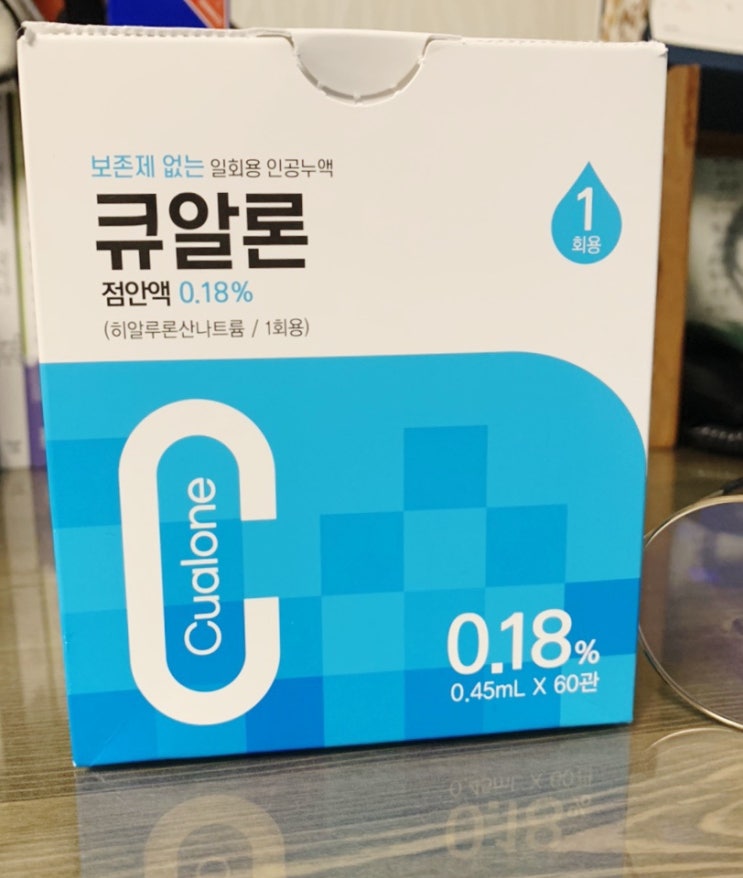 보존제 없는 일회용 인공누액
큐알론
점안액 0.18%
(히알루론산나트륨 / 1회용)
1
회용
Cualone
0.18%
0.45mL X 60관